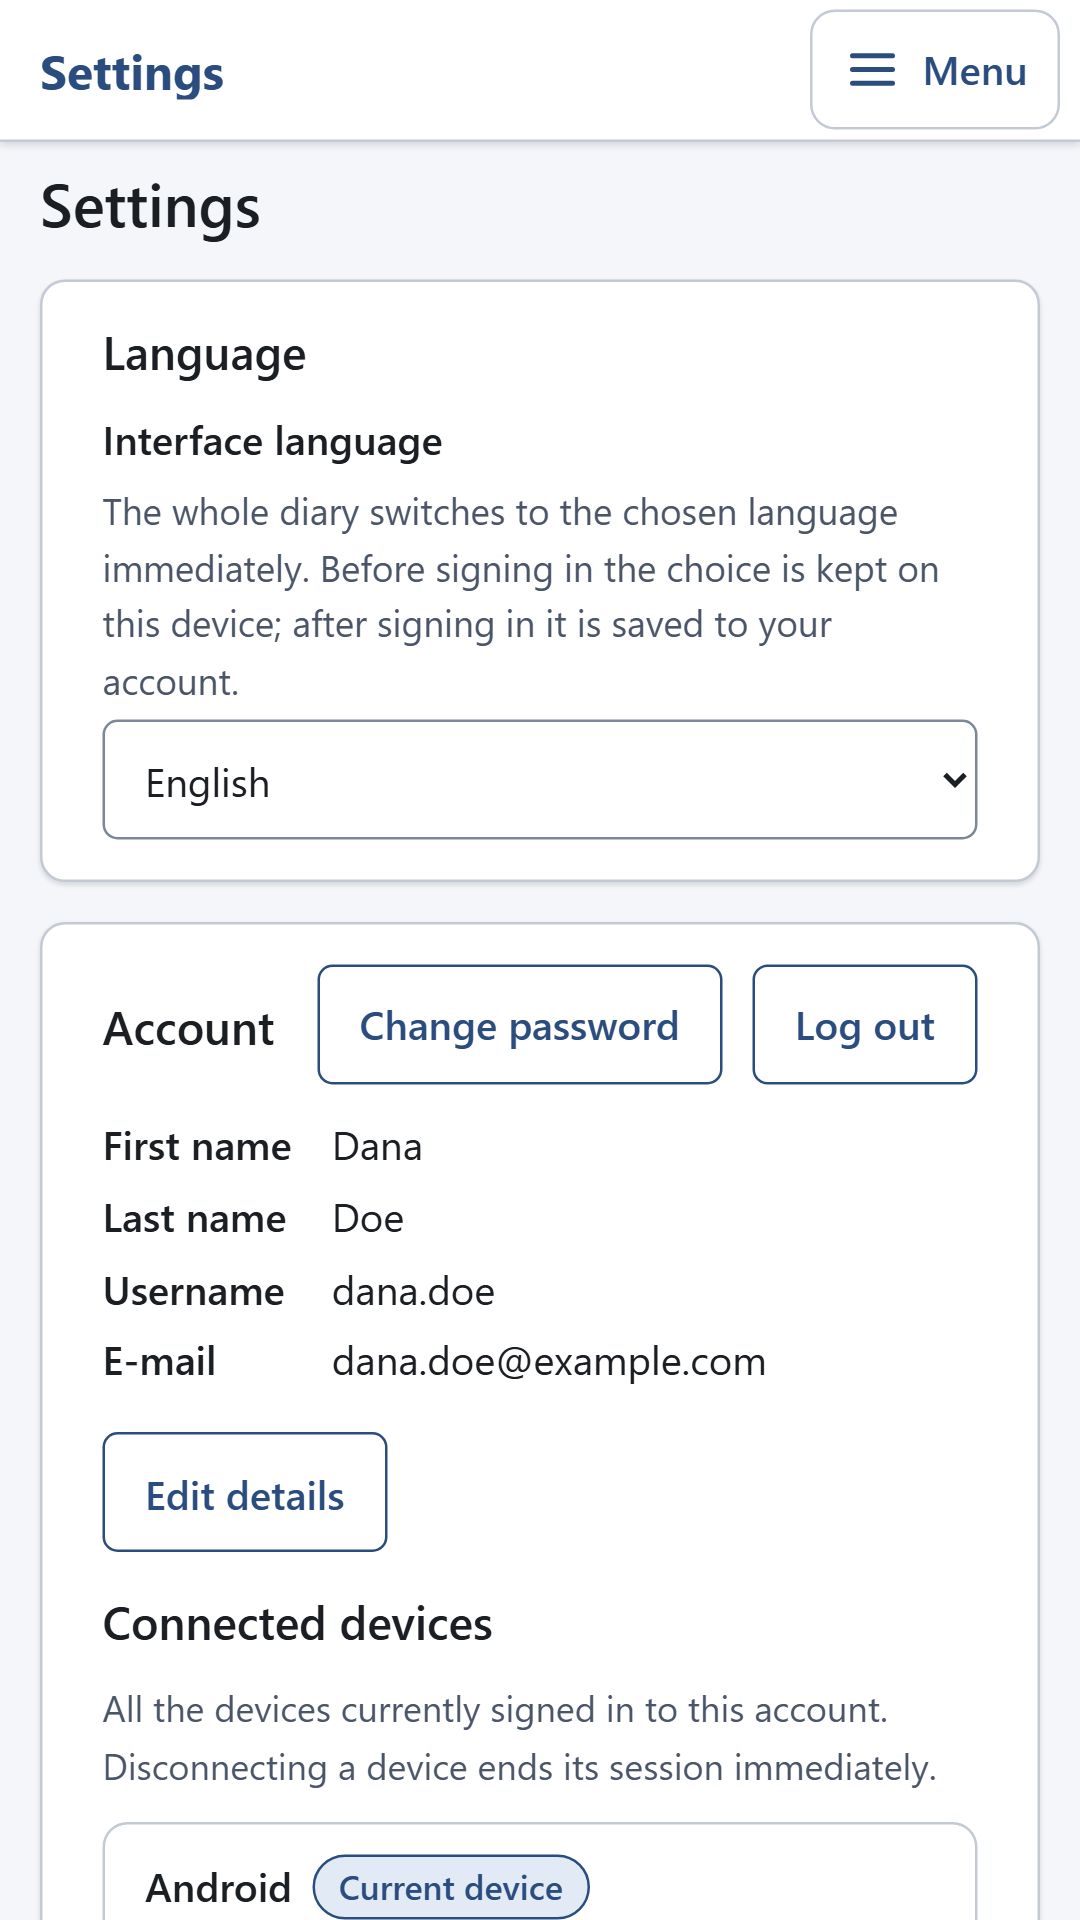 Settings
Menu
Settings
Language
Interface language
The whole diary switches to the chosen language
immediately. Before signing in the choice is kept on
this device; after signing in it is saved to your
account.
English
Account
Change password
Log out
First name Dana
Last name Doe
Username dana.doe
E-mail dana.doe@example.com
Edit details
Connected devices
All the devices currently signed in to this account.
Disconnecting a device ends its session immediately.
Android Current device